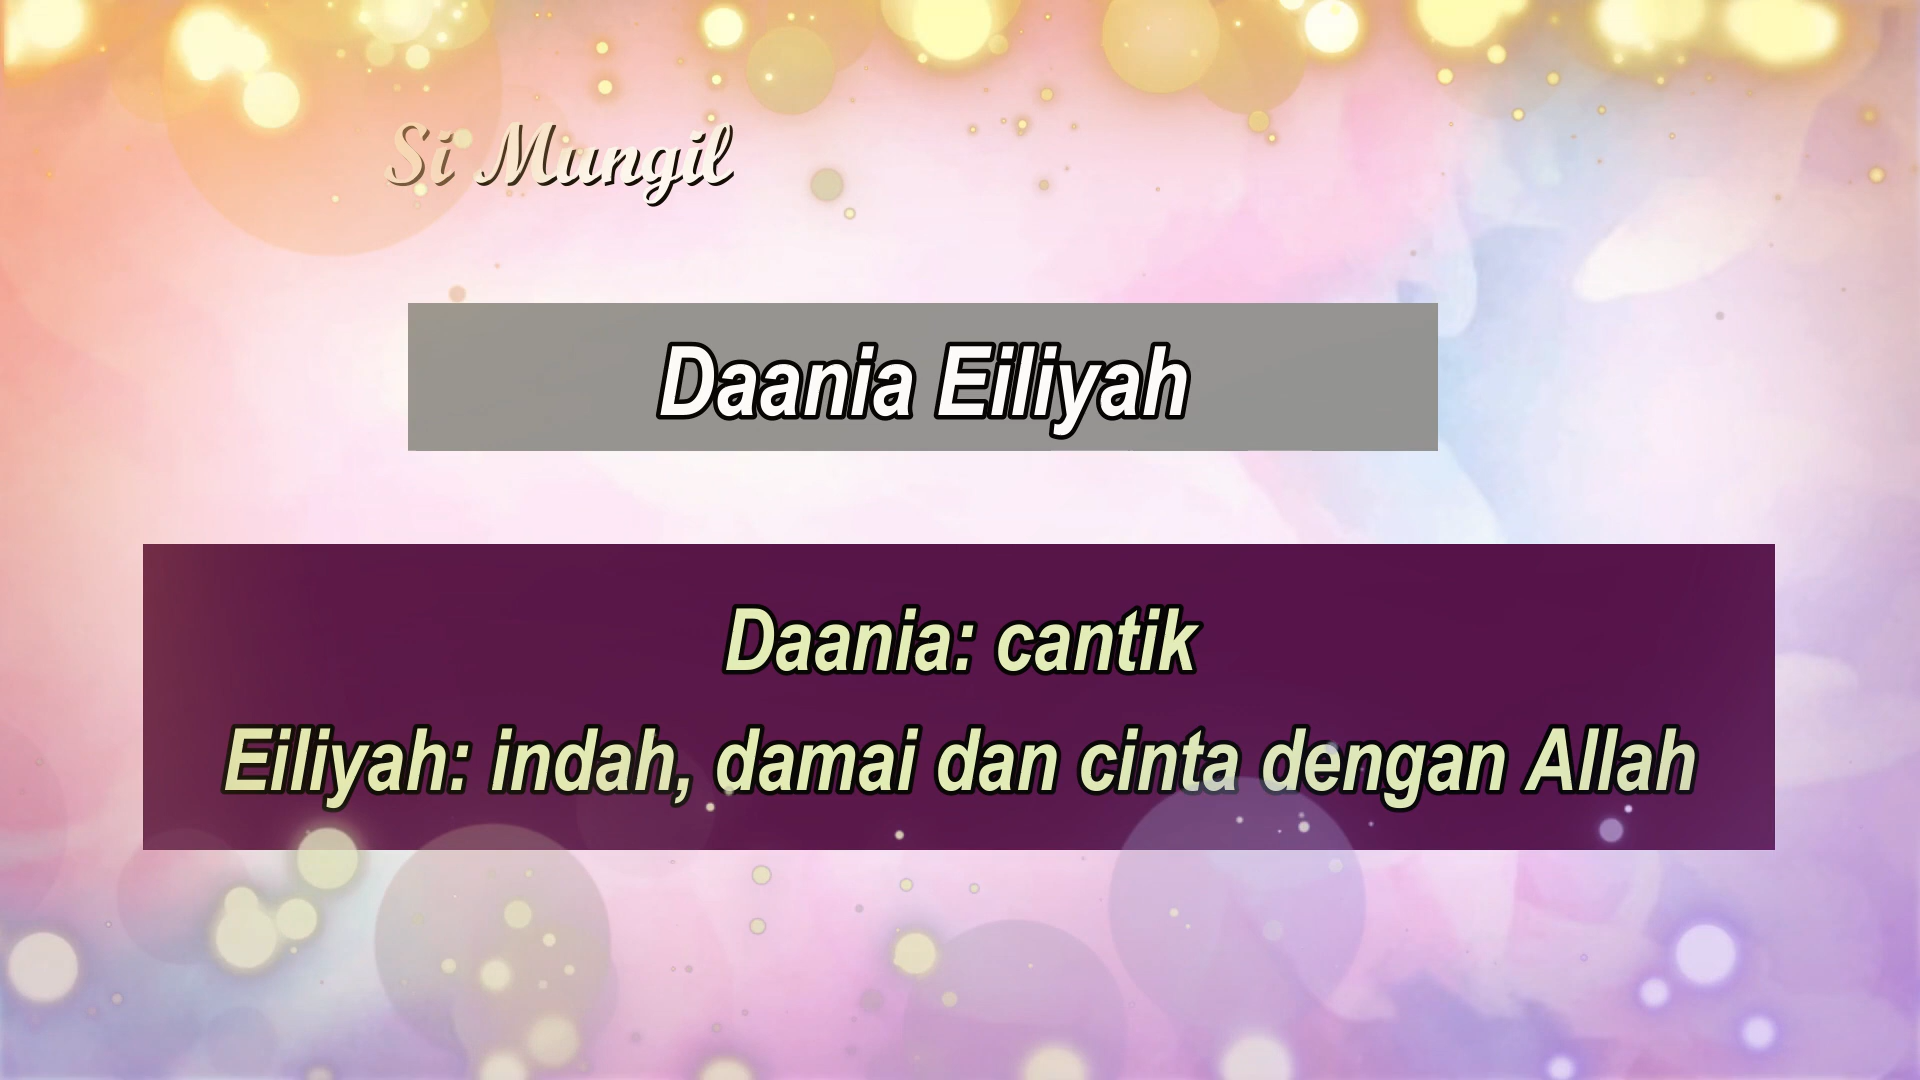 Si Mungil
Daania Eiliyah
Daania: cantik
Eiliyah: indah, damai dan cinta dengan Allah